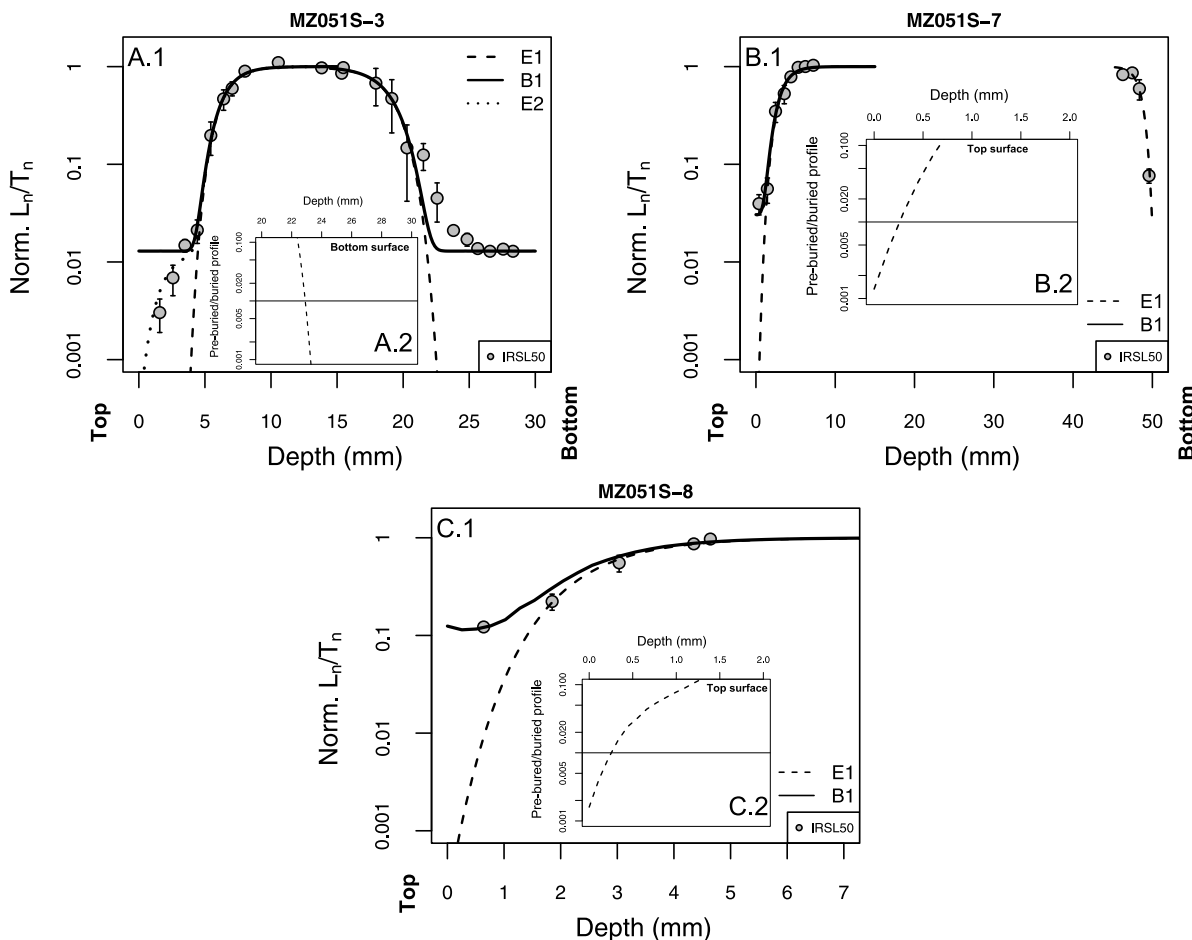 MZ051S−3
A.1
E1
B1
E2
1
0.1
0.01
0.001
Norm. Ln/Tn
Depth (mm)
20 22 24 26 28 30
0.100
0.020
0.005
0.001
Pre-buried/buried profile
Bottom surface
A.2
IRSL50
0 5 10 15 20 25 30
Top
Depth (mm)
Bottom
MZ051S−7
B.1
1
0.1
0.01
0.001
Norm. Ln/Tn
Depth (mm)
0.0 0.5 1.0 1.5 2.0
0.100
0.020
0.005
0.001
Pre-buried/buried profile
Top surface
B.2
E1
B1
IRSL50
0 10 20 30 40 50
Top
Depth (mm)
Bottom
MZ051S−8
C.1
1
0.1
0.01
0.001
Norm. Ln/Tn
Depth (mm)
0.0 0.5 1.0 1.5 2.0
0.100
0.020
0.005
0.001
Pre-bured/buried profile
Top surface
C.2
E1
B1
IRSL50
0 1 2 3 4 5 6 7
Top
Depth (mm)